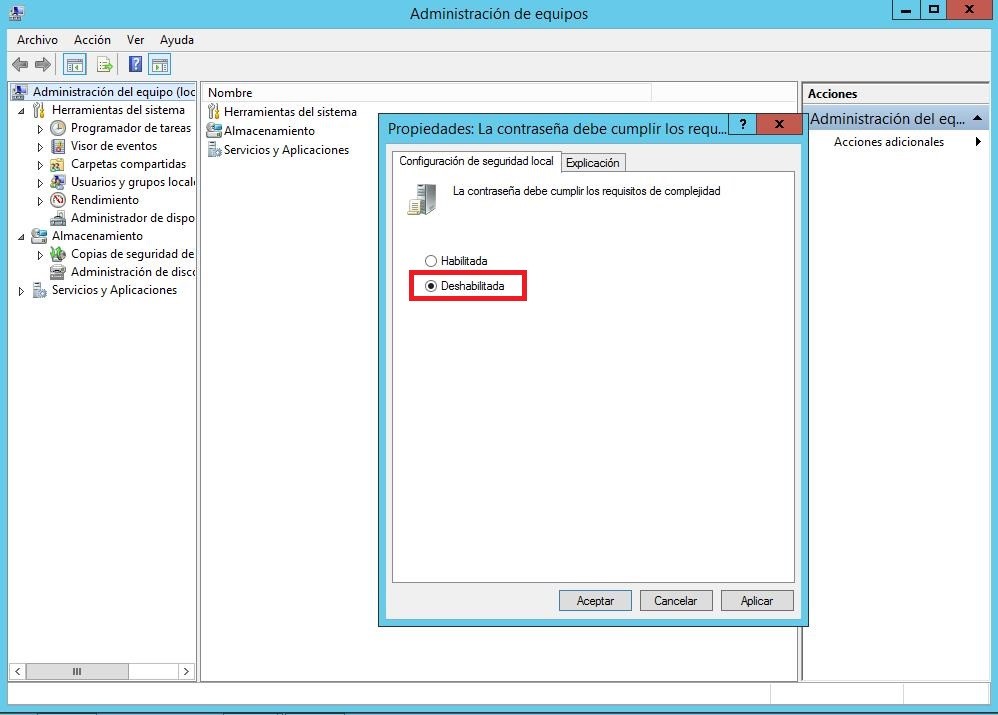 Administración de equipos
Archivo Acción Ver Ayuda
Administración del equipo (loc
Herramientas del sistema
Programador de tareas
Visor de eventos
Carpetas compartidas
Usuarios y grupos local
Rendimiento
Administrador de dispo
Almacenamiento
Copias de seguridad de
Administración de disco
Servicios y Aplicaciones
Nombre
Herramientas del sistema
Almacenamiento
Servicios y Aplicaciones
Propiedades: La contraseña debe cumplir los requ...
? X
Configuración de seguridad local Explicación
La contraseña debe cumplir los requisitos de complejidad
Habilitada
Deshabilitada
Aceptar Cancelar Aplicar
Acciones
Administración del eq...
Acciones adicionales